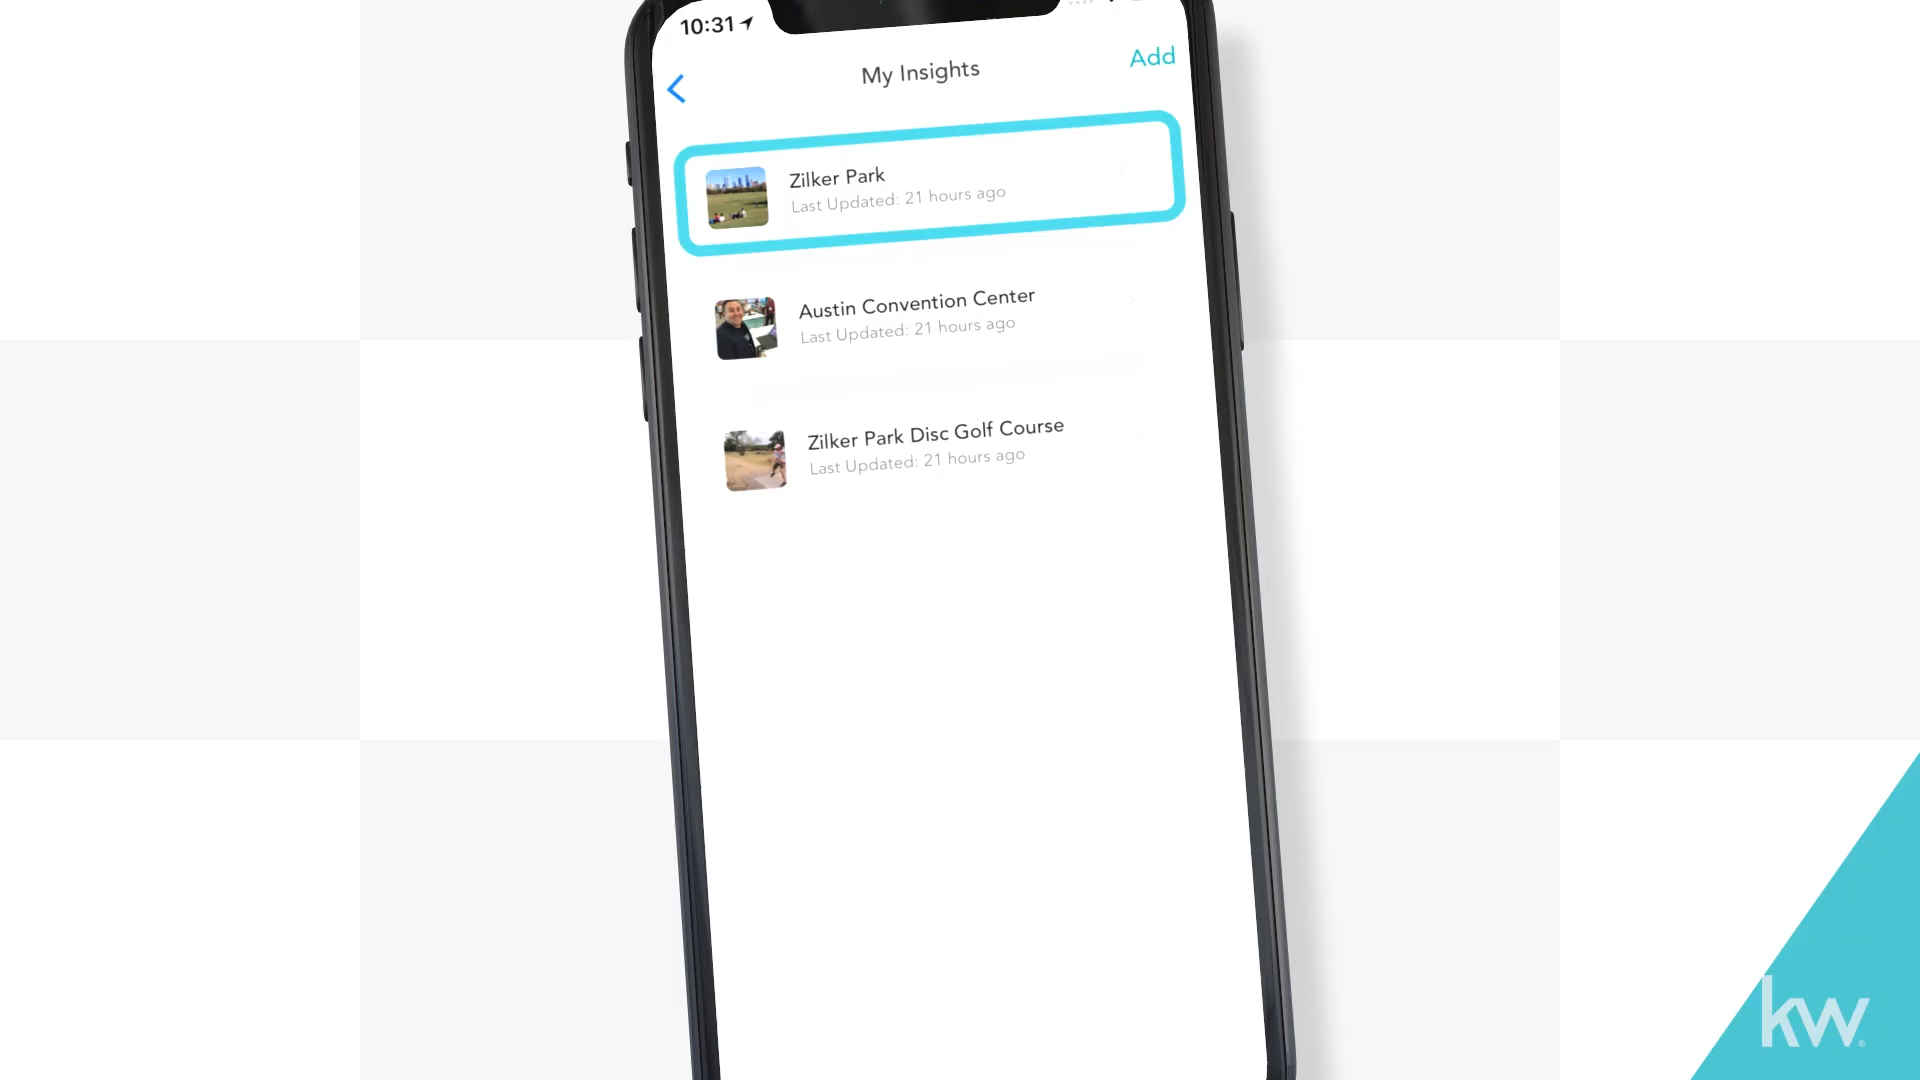 10:31
My Insights
Add
Zilker Park
Last Updated: 21 hours ago
Austin Convention Center
Last Updated: 21 hours ago
Zilker Park Disc Golf Course
Last Updated: 21 hours ago
kw®